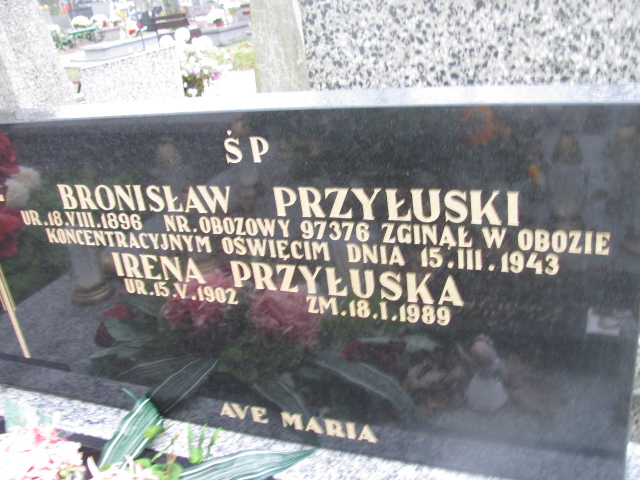 ŚP
BRONISŁAW PRZYŁUSKI
UR.18.VIII.1896 NR.OBOZOWY 97376 ZGINĄŁ W OBOZIE
KONCENTRACYJNYM OŚWIĘCIM DNIA 15.III.1943
IRENA PRZYŁUSKA
UR.15.V.1902 ZM.18.I.1989
AVE MARIA